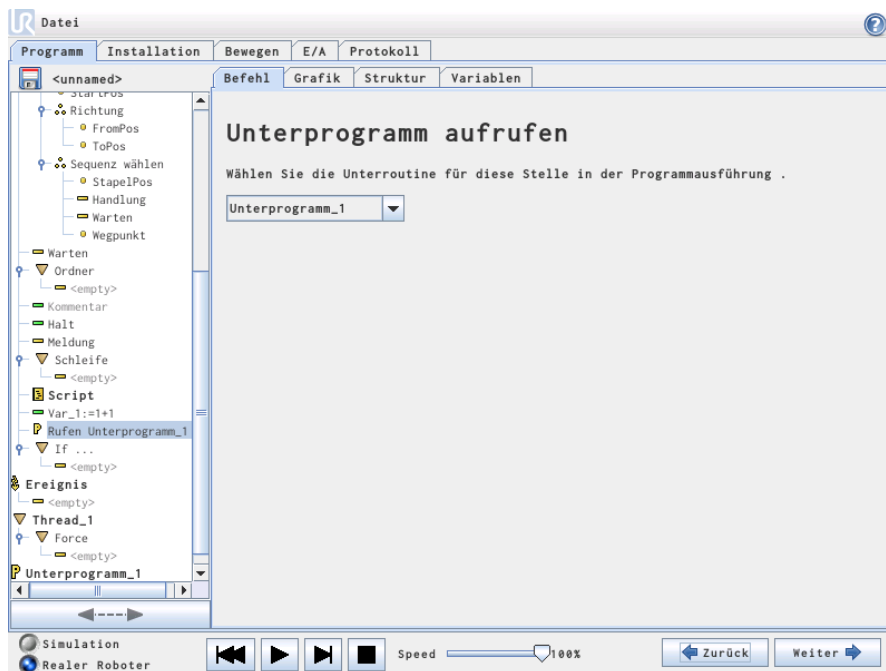 UR Datei
Programm Installation Bewegen E/A Protokoll
<unnamed>
Befehl Grafik Struktur Variablen
StartPos
Richtung
FromPos
ToPos
Sequenz wählen
StapelPos
Handlung
Warten
Wegpunkt
Warten
Ordner
<empty>
Kommentar
Halt
Meldung
Schleife
<empty>
Script
Var_1:=1+1
Rufen Unterprogramm_1
If ...
<empty>
Ereignis
<empty>
Thread_1
Force
<empty>
Unterprogramm_1
Unterprogramm aufrufen
Wählen Sie die Unterroutine für diese Stelle in der Programmausführung .
Unterprogramm_1
Simulation
Realer Roboter
Speed 100%
Zurück
Weiter